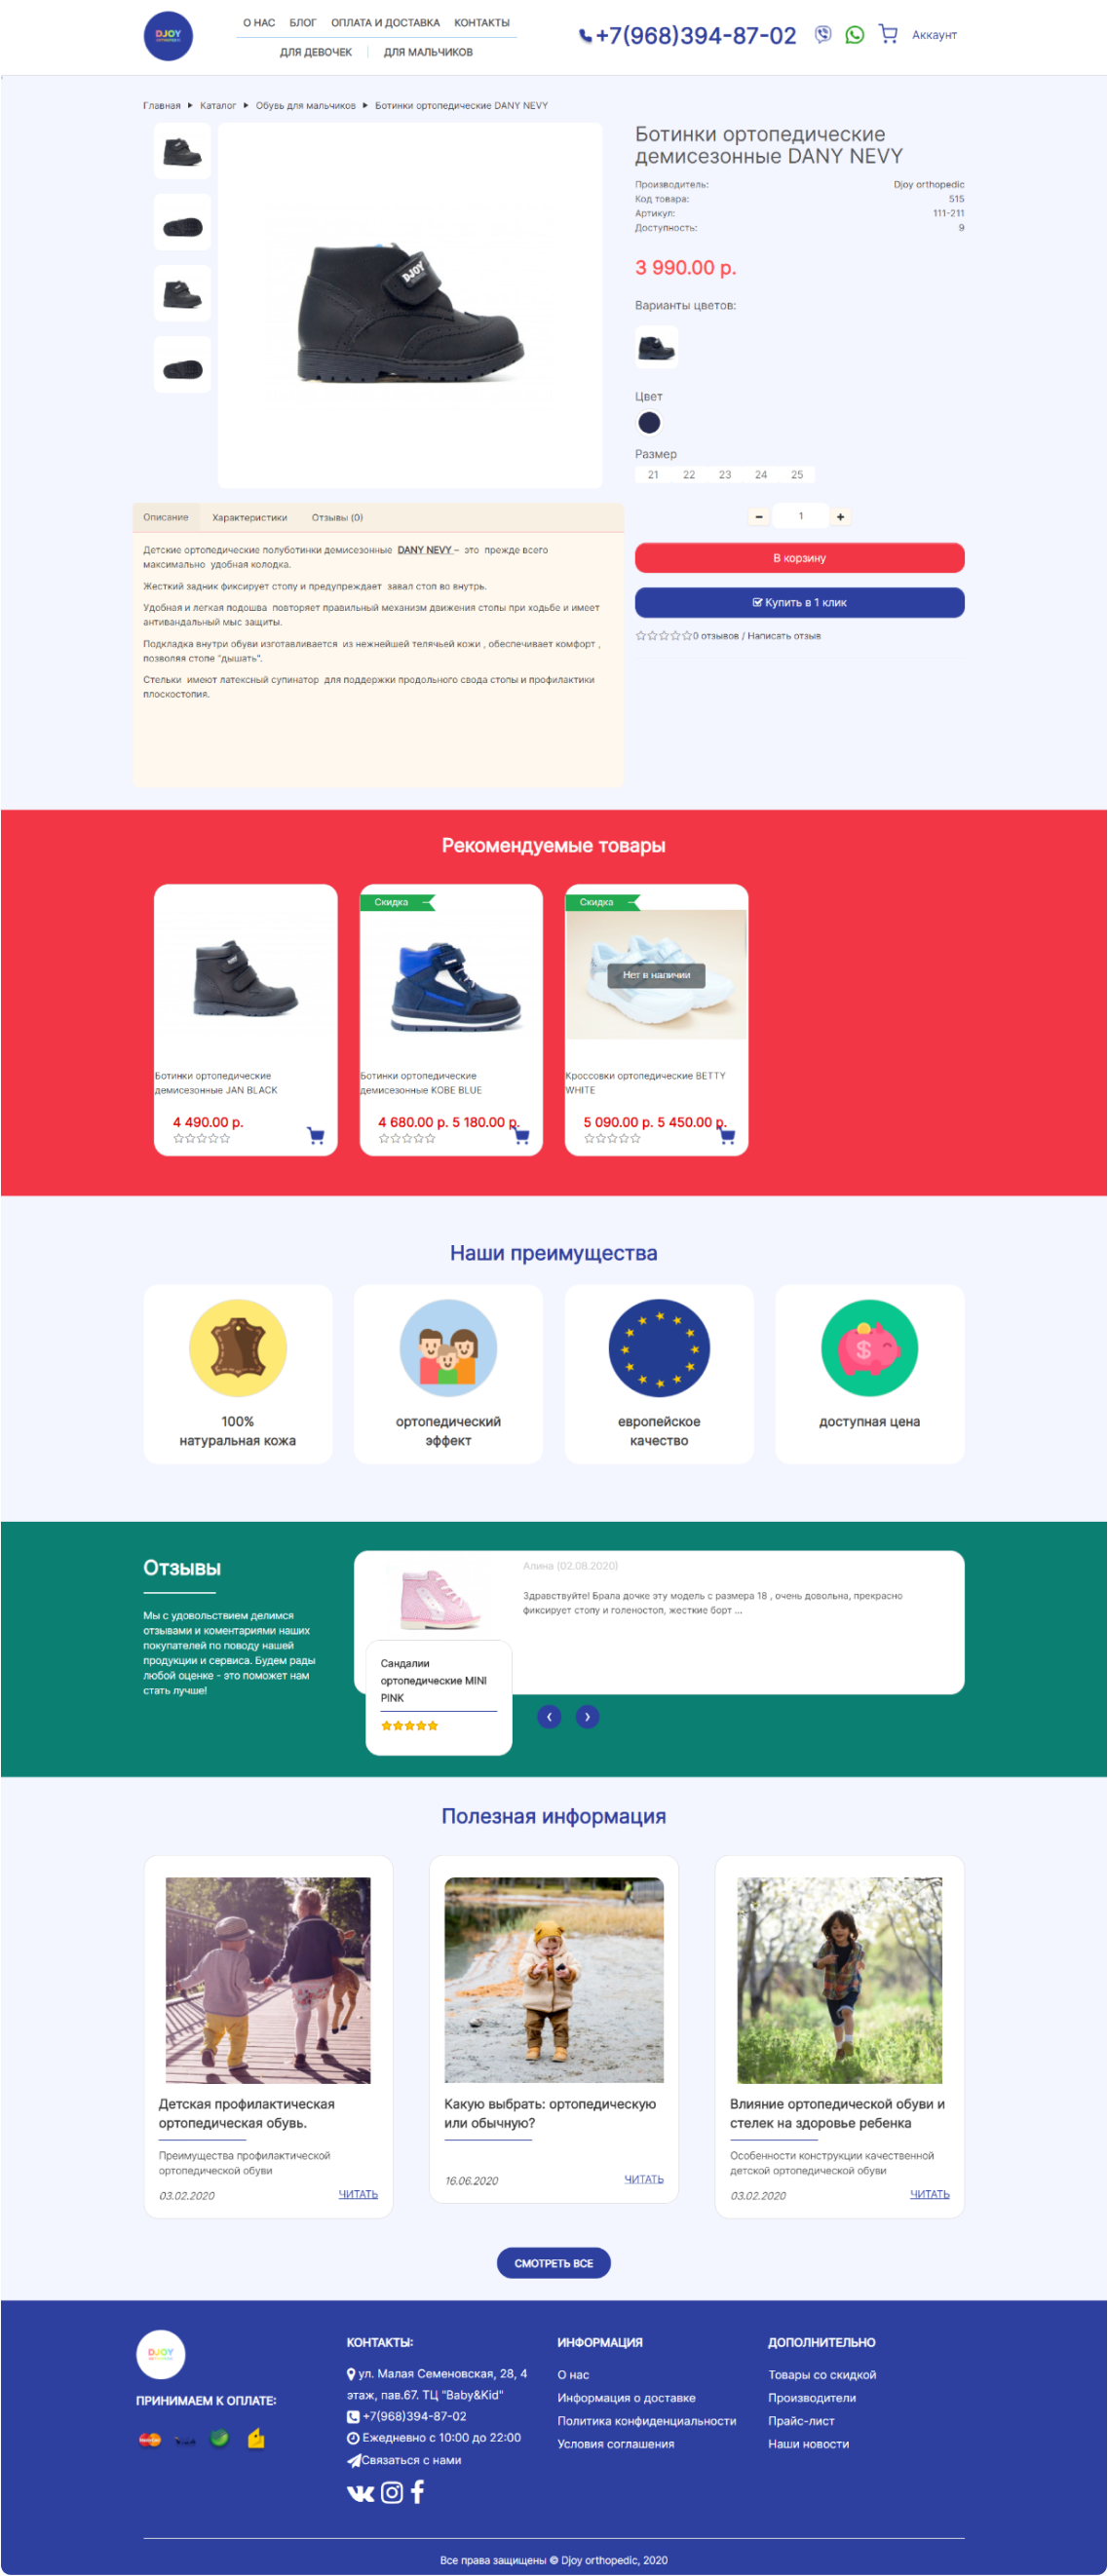 DJOY
О НАС БЛОГ ОПЛАТА И ДОСТАВКА КОНТАКТЫ
ДЛЯ ДЕВОЧЕК ДЛЯ МАЛЬЧИКОВ
+7(968)394-87-02
Аккаунт
Главная ► Каталог ► Обувь для мальчиков ► Ботинки ортопедические DANY NEVY
DJOY
Ботинки ортопедические
демисезонные DANY NEVY
Производитель: Djoy orthopedic
Код товара: 515
Артикул: 111-211
Доступность: 9
3 990.00 р.
Варианты цветов:
Цвет
Размер
21 22 23 24 25
- 1 +
В корзину
Купить в 1 клик
0 отзывов / Написать отзыв
Описание Характеристики Отзывы (0)
Детские ортопедические полуботинки демисезонные DANY NEVY – это прежде всего
максимально удобная колодка.
Жесткий задник фиксирует стопу и предупреждает завал стоп во внутрь.
Удобная и легкая подошва повторяет правильный механизм движения стопы при ходьбе и имеет
антивандальный мыс защиты.
Подкладка внутри обуви изготавливается из нежнейшей телячьей кожи , обеспечивает комфорт ,
позволяя стопе "дышать".
Стельки имеют латексный супинатор для поддержки продольного свода стопы и профилактики
плоскостопия.
Рекомендуемые товары
Ботинки ортопедические
демисезонные JAN BLACK
4 490.00 р.
Скидка
Ботинки ортопедические
демисезонные KOBE BLUE
4 680.00 р. 5 180.00 р.
Скидка
Нет в наличии
Кроссовки ортопедические BETTY
WHITE
5 090.00 р. 5 450.00 р.
Наши преимущества
100%
натуральная кожа
ортопедический
эффект
европейское
качество
доступная цена
Отзывы
Мы с удовольствием делимся
отзывами и коментариями наших
покупателей по поводу нашей
продукции и сервиса. Будем рады
любой оценке - это поможет нам
стать лучше!
Алина (02.08.2020)
Здравствуйте! Брала дочке эту модель с размера 18 , очень довольна, прекрасно
фиксирует стопу и голеностоп, жесткие борт ...
Сандалии
ортопедические MINI
PINK
Полезная информация
Детская профилактическая
ортопедическая обувь.
Преимущества профилактической
ортопедической обуви
03.02.2020 ЧИТАТЬ
Какую выбрать: ортопедическую
или обычную?
16.06.2020 ЧИТАТЬ
Влияние ортопедической обуви и
стелек на здоровье ребенка
Особенности конструкции качественной
детской ортопедической обуви
03.02.2020 ЧИТАТЬ
СМОТРЕТЬ ВСЕ
DJOY
ПРИНИМАЕМ К ОПЛАТЕ:
КОНТАКТЫ:
ул. Малая Семеновская, 28, 4
этаж, пав.67. ТЦ "Baby&Kid"
+7(968)394-87-02
Ежедневно с 10:00 до 22:00
Связаться с нами
ИНФОРМАЦИЯ
О нас
Информация о доставке
Политика конфиденциальности
Условия соглашения
ДОПОЛНИТЕЛЬНО
Товары со скидкой
Производители
Прайс-лист
Наши новости
Все права защищены © Djoy orthopedic, 2020